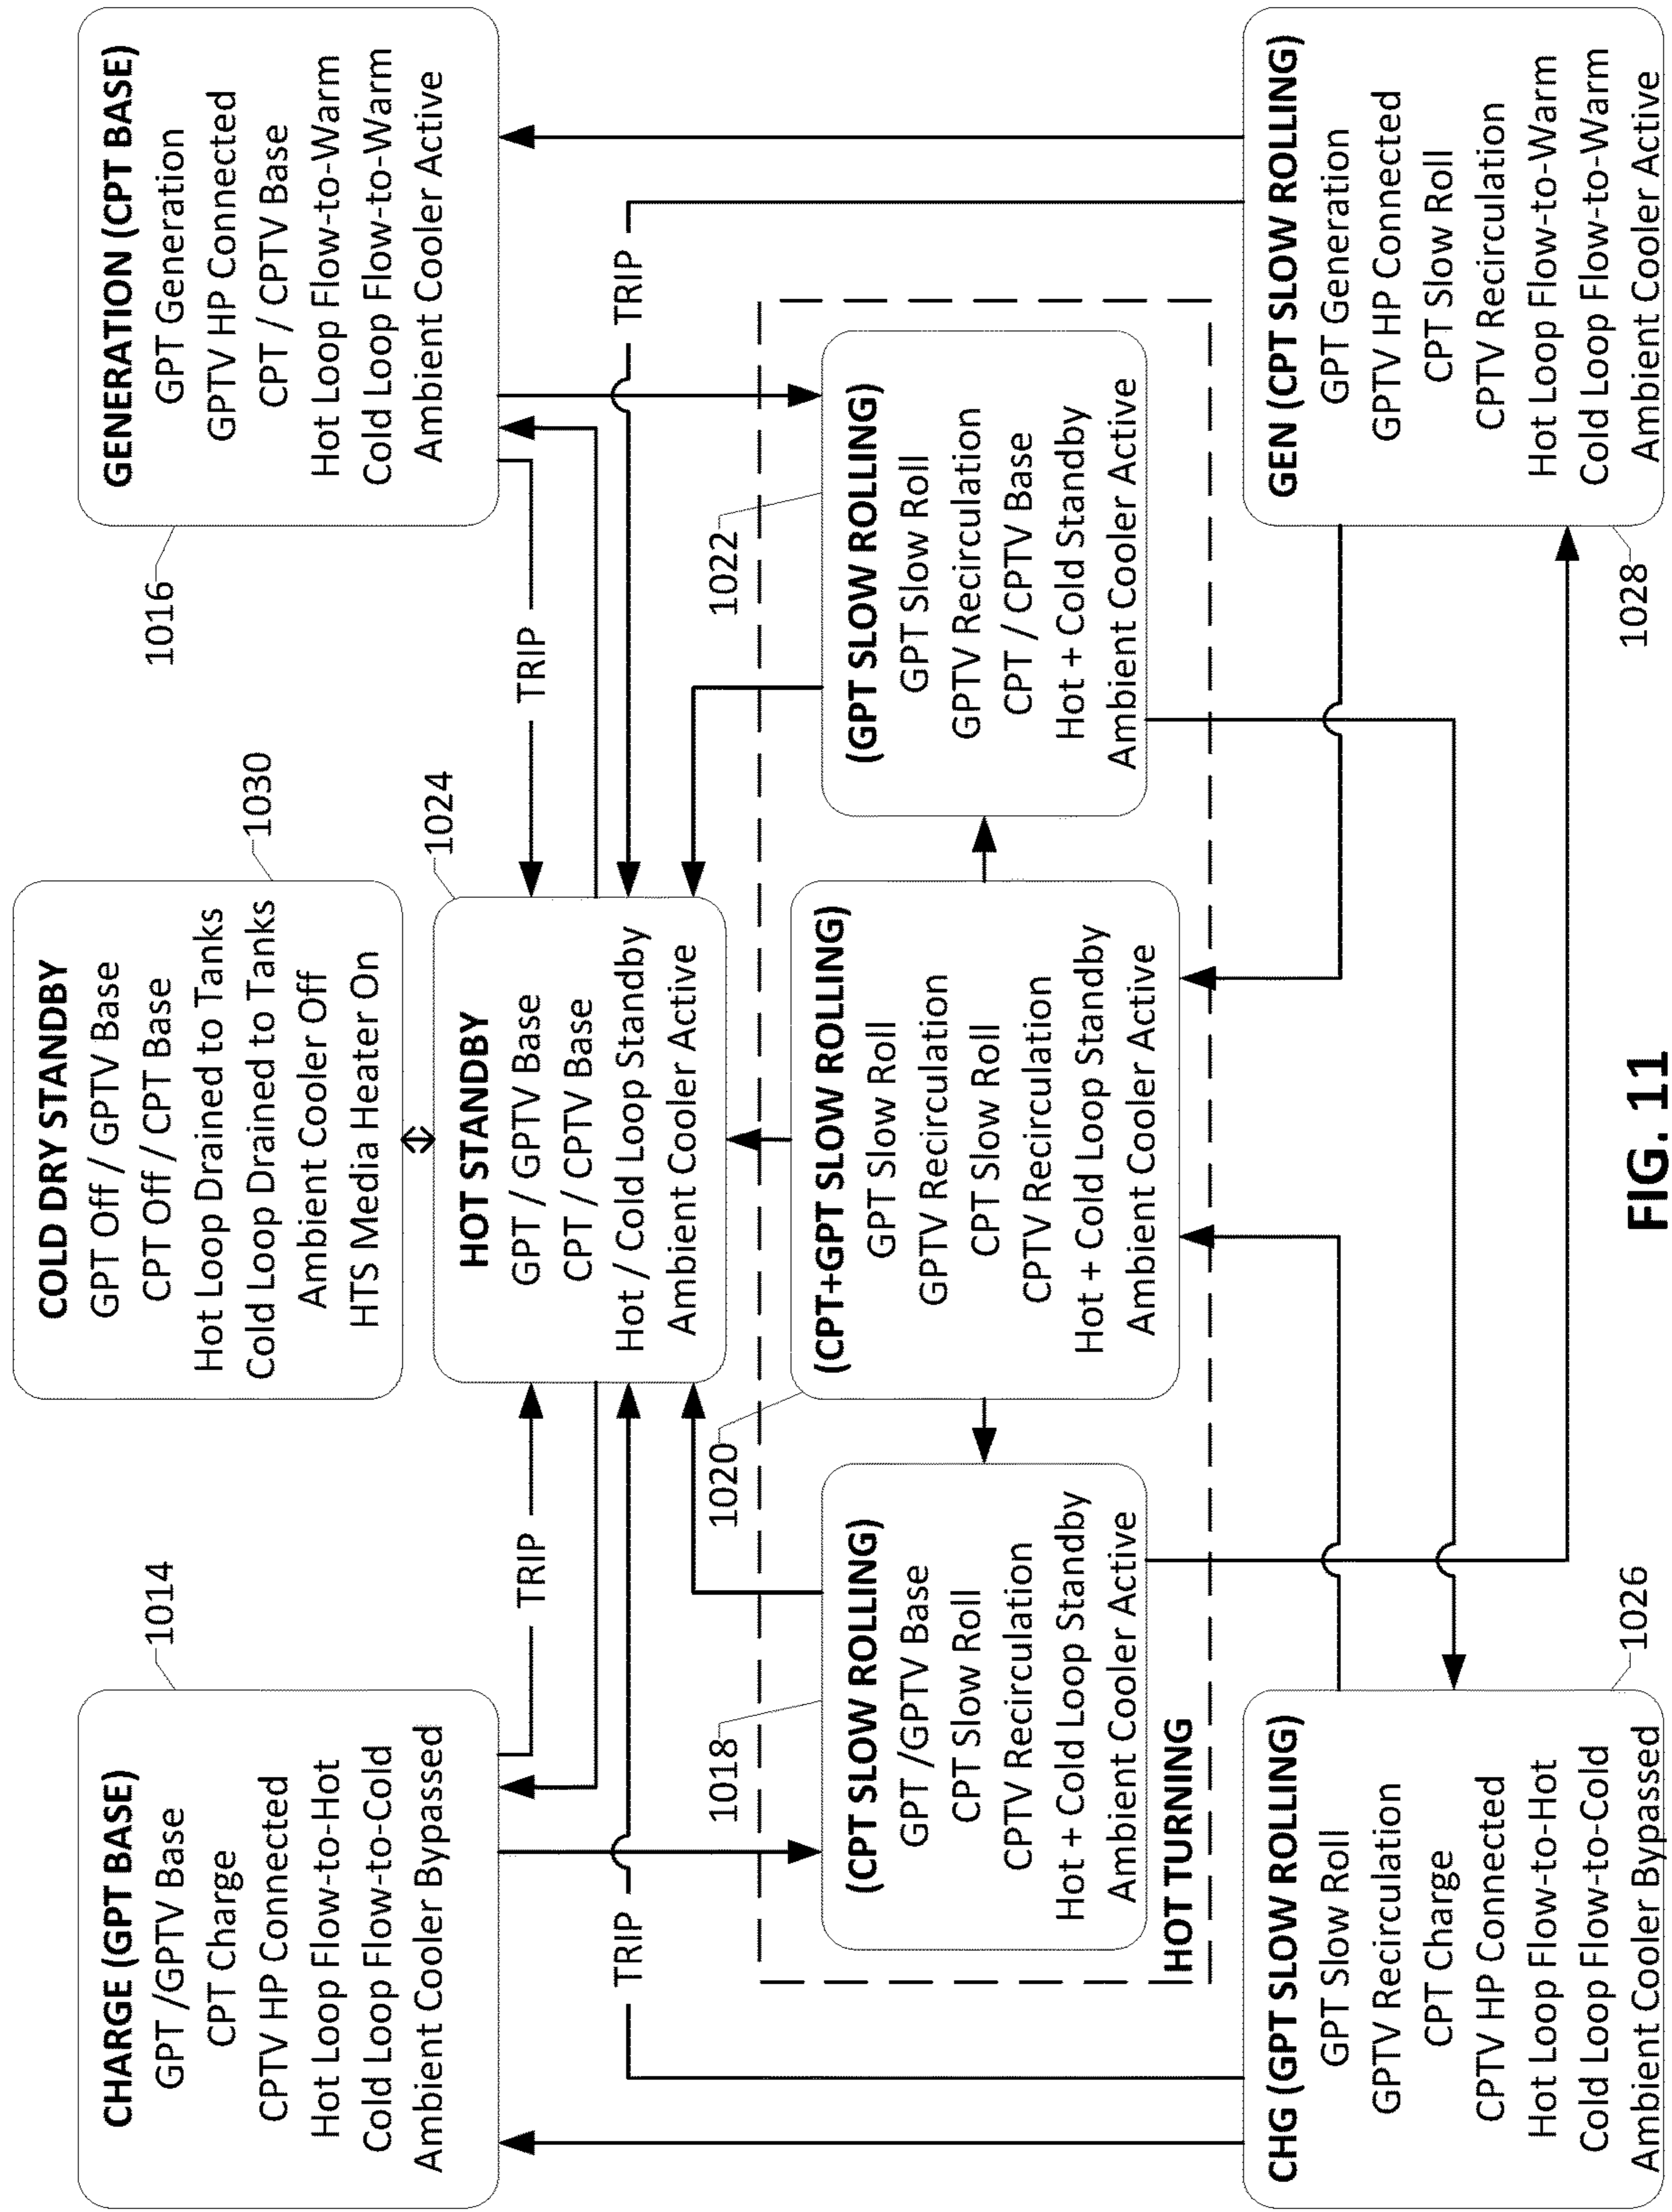 1014
CHARGE (GPT BASE)
GPT /GPTV Base
CPT Charge
CPTV HP Connected
Hot Loop Flow-to-Hot
Cold Loop Flow-to-Cold
Ambient Cooler Bypassed
COLD DRY STANDBY
GPT Off / GPTV Base
CPT Off / CPT Base
Hot Loop Drained to Tanks
Cold Loop Drained to Tanks
Ambient Cooler Off
HTS Media Heater On
1030
1016
GENERATION (CPT BASE)
GPT Generation
GPTV HP Connected
CPT / CPTV Base
Hot Loop Flow-to-Warm
Cold Loop Flow-to-Warm
Ambient Cooler Active
1024
HOT STANDBY
GPT / GPTV Base
CPT / CPTV Base
Hot / Cold Loop Standby
Ambient Cooler Active
TRIP
TRIP
TRIP
TRIP
1018
(CPT SLOW ROLLING)
GPT /GPTV Base
CPT Slow Roll
CPTV Recirculation
Hot + Cold Loop Standby
Ambient Cooler Active
1020
(CPT+GPT SLOW ROLLING)
GPT Slow Roll
GPTV Recirculation
CPT Slow Roll
CPTV Recirculation
Hot + Cold Loop Standby
Ambient Cooler Active
1022
(GPT SLOW ROLLING)
GPT Slow Roll
GPTV Recirculation
CPT / CPTV Base
Hot + Cold Standby
Ambient Cooler Active
HOT TURNING
CHG (GPT SLOW ROLLING)
GPT Slow Roll
GPTV Recirculation
CPT Charge
CPTV HP Connected
Hot Loop Flow-to-Hot
Cold Loop Flow-to-Cold
Ambient Cooler Bypassed
1026
GEN (CPT SLOW ROLLING)
GPT Generation
GPTV HP Connected
CPT Slow Roll
CPTV Recirculation
Hot Loop Flow-to-Warm
Cold Loop Flow-to-Warm
Ambient Cooler Active
1028
FIG. 11